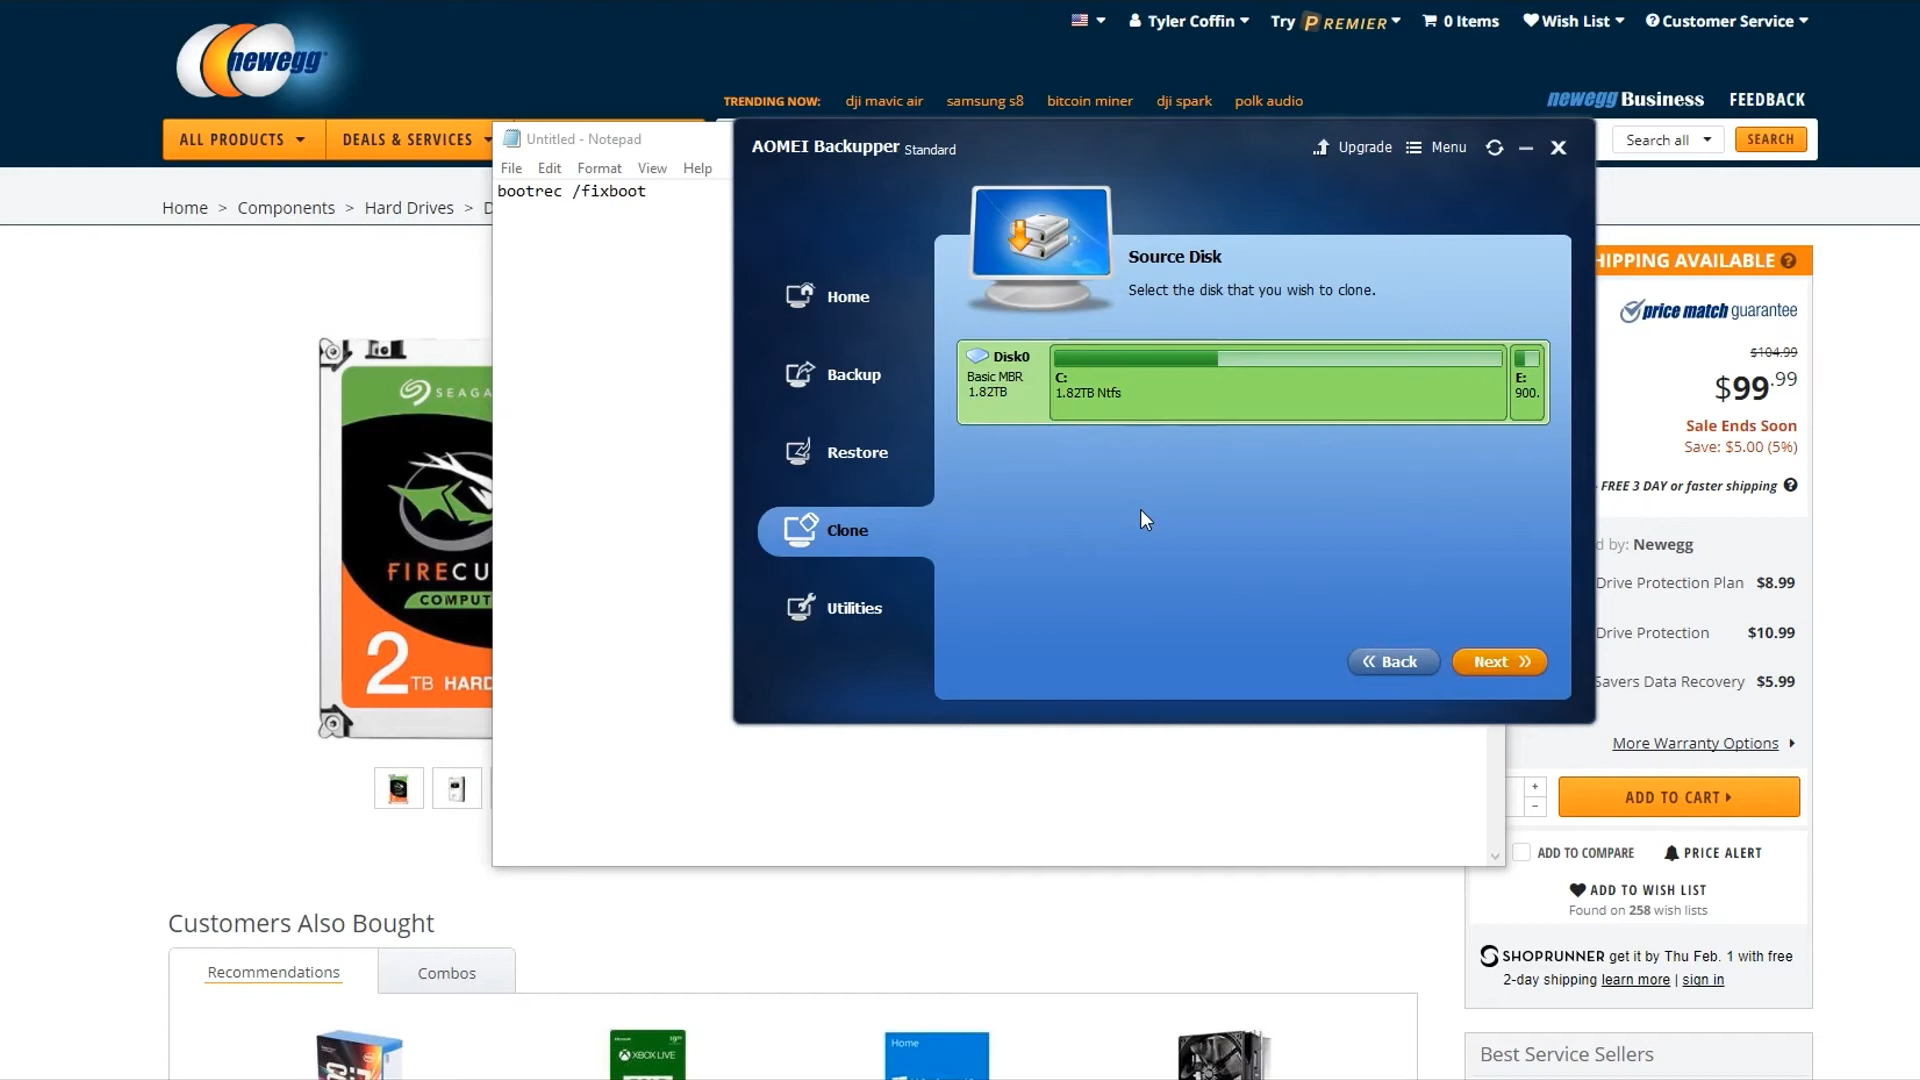 Tyler Coffin
Try PREMIER
0 Items
Wish List
Customer Service
newegg
TRENDING NOW:
dji mavic air
samsung s8
bitcoin miner
dji spark
polk audio
newegg Business
FEEDBACK
ALL PRODUCTS
DEALS & SERVICES
Search all
SEARCH
Home > Components > Hard Drives >
Untitled - Notepad
File Edit Format View Help
bootrec /fixboot
AOMEI Backupper Standard
Upgrade
Menu
Home
Backup
Restore
Clone
Utilities
Source Disk
Select the disk that you wish to clone.
Disk0
Basic MBR
1.82TB
C:
1.82TB Ntfs
E:
900.
Back
Next
HIPPING AVAILABLE
price match guarantee
$104.99
$99.99
Sale Ends Soon
Save: $5.00 (5%)
FREE 3 DAY or faster shipping
d by: Newegg
Drive Protection Plan $8.99
Drive Protection $10.99
Savers Data Recovery $5.99
More Warranty Options
+
-
ADD TO CART
ADD TO COMPARE
PRICE ALERT
ADD TO WISH LIST
Found on 258 wish lists
SHOPRUNNER get it by Thu Feb. 1 with free
2-day shipping learn more | sign in
Best Service Sellers
SEAGA
FIRECU
COMPUT
2TB HARD
Customers Also Bought
Recommendations
Combos
XBOX LIVE
Home